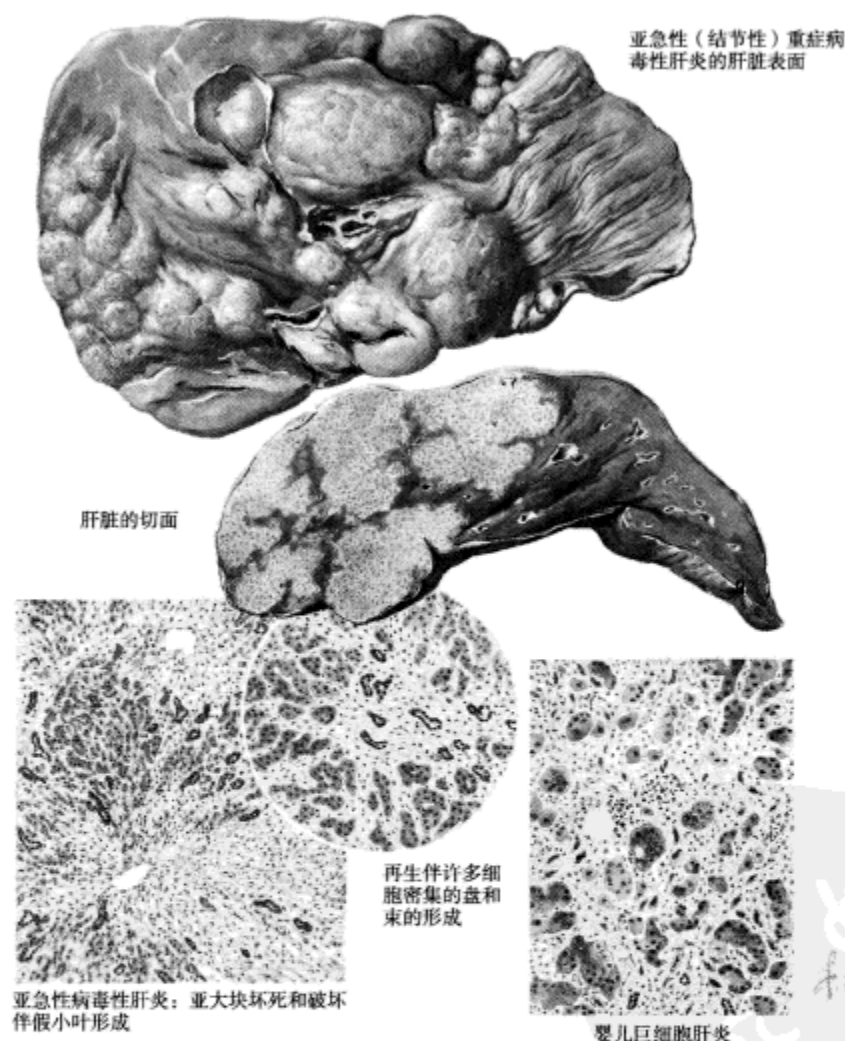 亚急性（结节性）重症病
毒性肝炎的肝脏表面
肝脏的切面
再生伴许多细
胞密集的盘和
束的形成
亚急性病毒性肝炎：亚大块坏死和破坏
伴假小叶形成
婴儿巨细胞肝炎